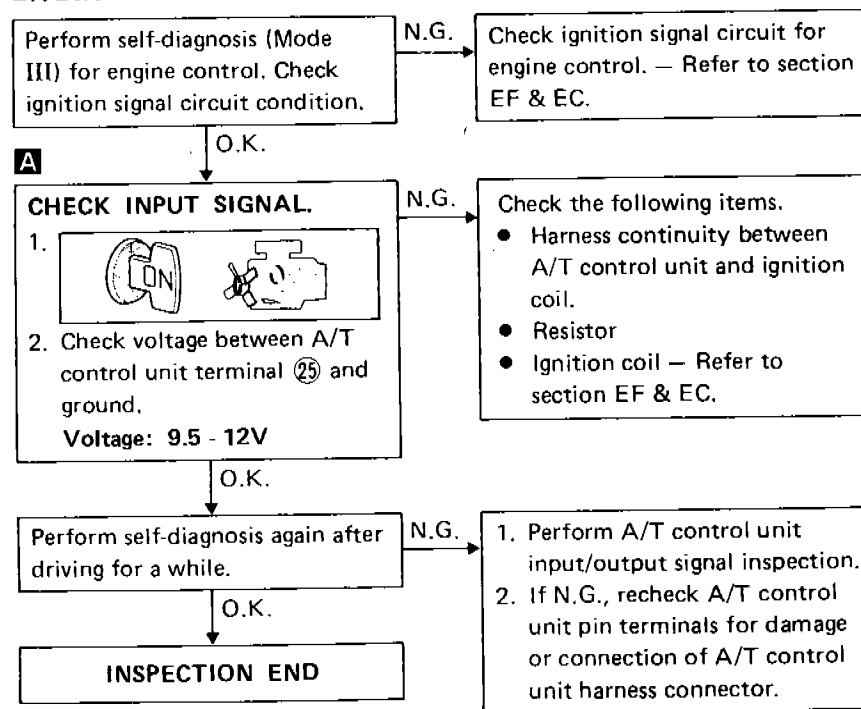 Perform self-diagnosis (Mode
III) for engine control. Check
ignition signal circuit condition.
N.G.
Check ignition signal circuit for
engine control. — Refer to section
EF & EC.
O.K.
A
CHECK INPUT SIGNAL.
1.
ON
2. Check voltage between A/T
control unit terminal ㉕ and
ground.
Voltage: 9.5 - 12V
N.G.
Check the following items.
● Harness continuity between
A/T control unit and ignition
coil.
● Resistor
● Ignition coil — Refer to
section EF & EC.
O.K.
Perform self-diagnosis again after
driving for a while.
N.G.
1. Perform A/T control unit
input/output signal inspection.
2. If N.G., recheck A/T control
unit pin terminals for damage
or connection of A/T control
unit harness connector.
O.K.
INSPECTION END